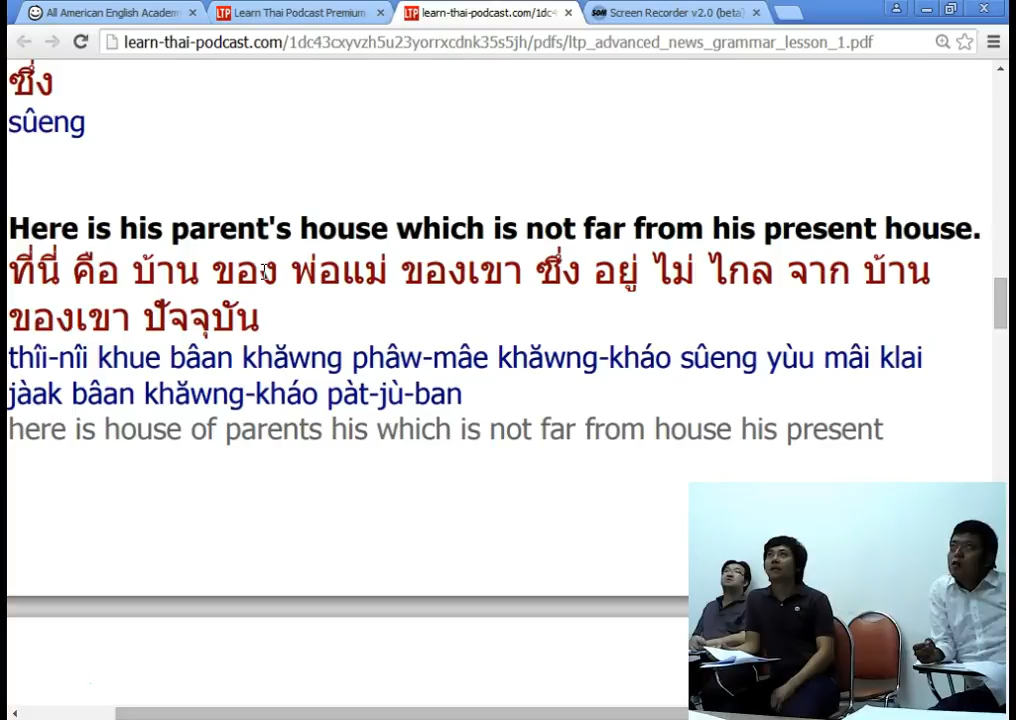 All American English Academ
Learn Thai Podcast Premium
learn-thai-podcast.com/1dc4
Screen Recorder v2.0 (beta)
learn-thai-podcast.com/1dc43cxyvzh5u23yorrxcdnk35s5jh/pdfs/ltp_advanced_news_grammar_lesson_1.pdf
ซึ่ง
sûeng
Here is his parent's house which is not far from his present house.
ที่นี่ คือ บ้าน ของ พ่อแม่ ของเขา ซึ่ง อยู่ ไม่ ไกล จาก บ้าน
ของเขา ปัจจุบัน
thîi-nîi khue bâan khăwng phâw-mâe khăwng-kháo sûeng yùu mâi klai
jàak bâan khăwng-kháo pàt-jù-ban
here is house of parents his which is not far from house his present